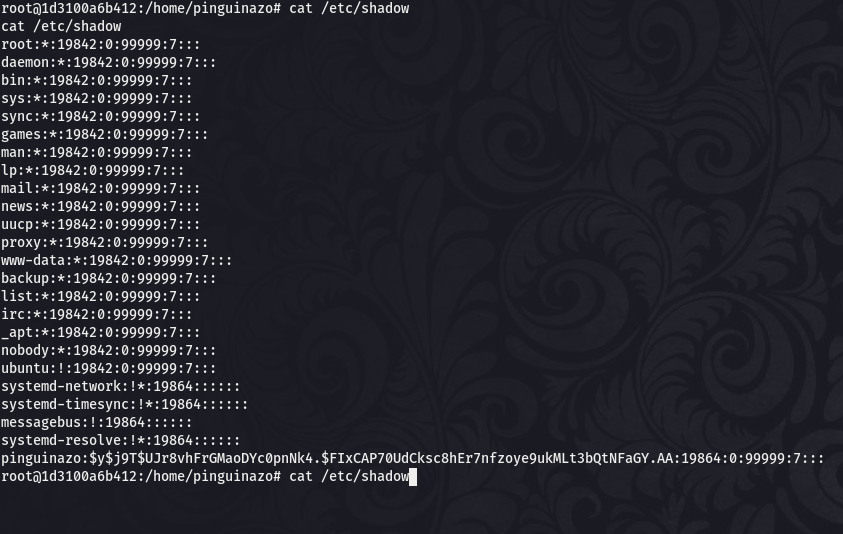 root@1d3100a6b412:/home/pinguinazo# cat /etc/shadow
cat /etc/shadow
root:*:19842:0:99999:7:::
daemon:*:19842:0:99999:7:::
bin:*:19842:0:99999:7:::
sys:*:19842:0:99999:7:::
sync:*:19842:0:99999:7:::
games:*:19842:0:99999:7:::
man:*:19842:0:99999:7:::
lp:*:19842:0:99999:7:::
mail:*:19842:0:99999:7:::
news:*:19842:0:99999:7:::
uucp:*:19842:0:99999:7:::
proxy:*:19842:0:99999:7:::
www-data:*:19842:0:99999:7:::
backup:*:19842:0:99999:7:::
list:*:19842:0:99999:7:::
irc:*:19842:0:99999:7:::
_apt:*:19842:0:99999:7:::
nobody:*:19842:0:99999:7:::
ubuntu:!:19842:0:99999:7:::
systemd-network:!*:19864::::::
systemd-timesync:!*:19864::::::
messagebus:!:19864::::::
systemd-resolve:!*:19864::::::
pinguinazo:$y$j9T$UJr8vhFrGMaoDYc0pnNk4.$FIxCAP70UdCksc8hEr7nfzoye9ukMLt3bQtNFaGY.AA:19864:0:99999:7:::
root@1d3100a6b412:/home/pinguinazo# cat /etc/shadow